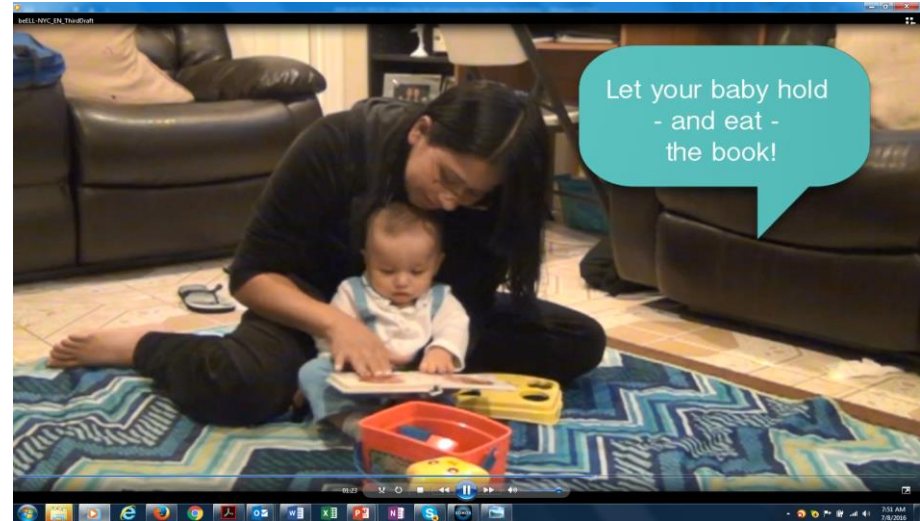 beELL-NYC_EN_ThirdDraft
Let your baby hold
- and eat -
the book!
01:23
7:51 AM
7/8/2016